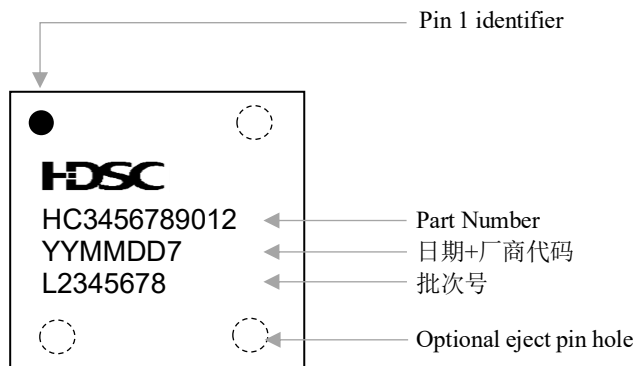 Pin 1 identifier
HDSC
HC3456789012
Part Number
YYMMDD7
日期+厂商代码
L2345678
批次号
Optional eject pin hole